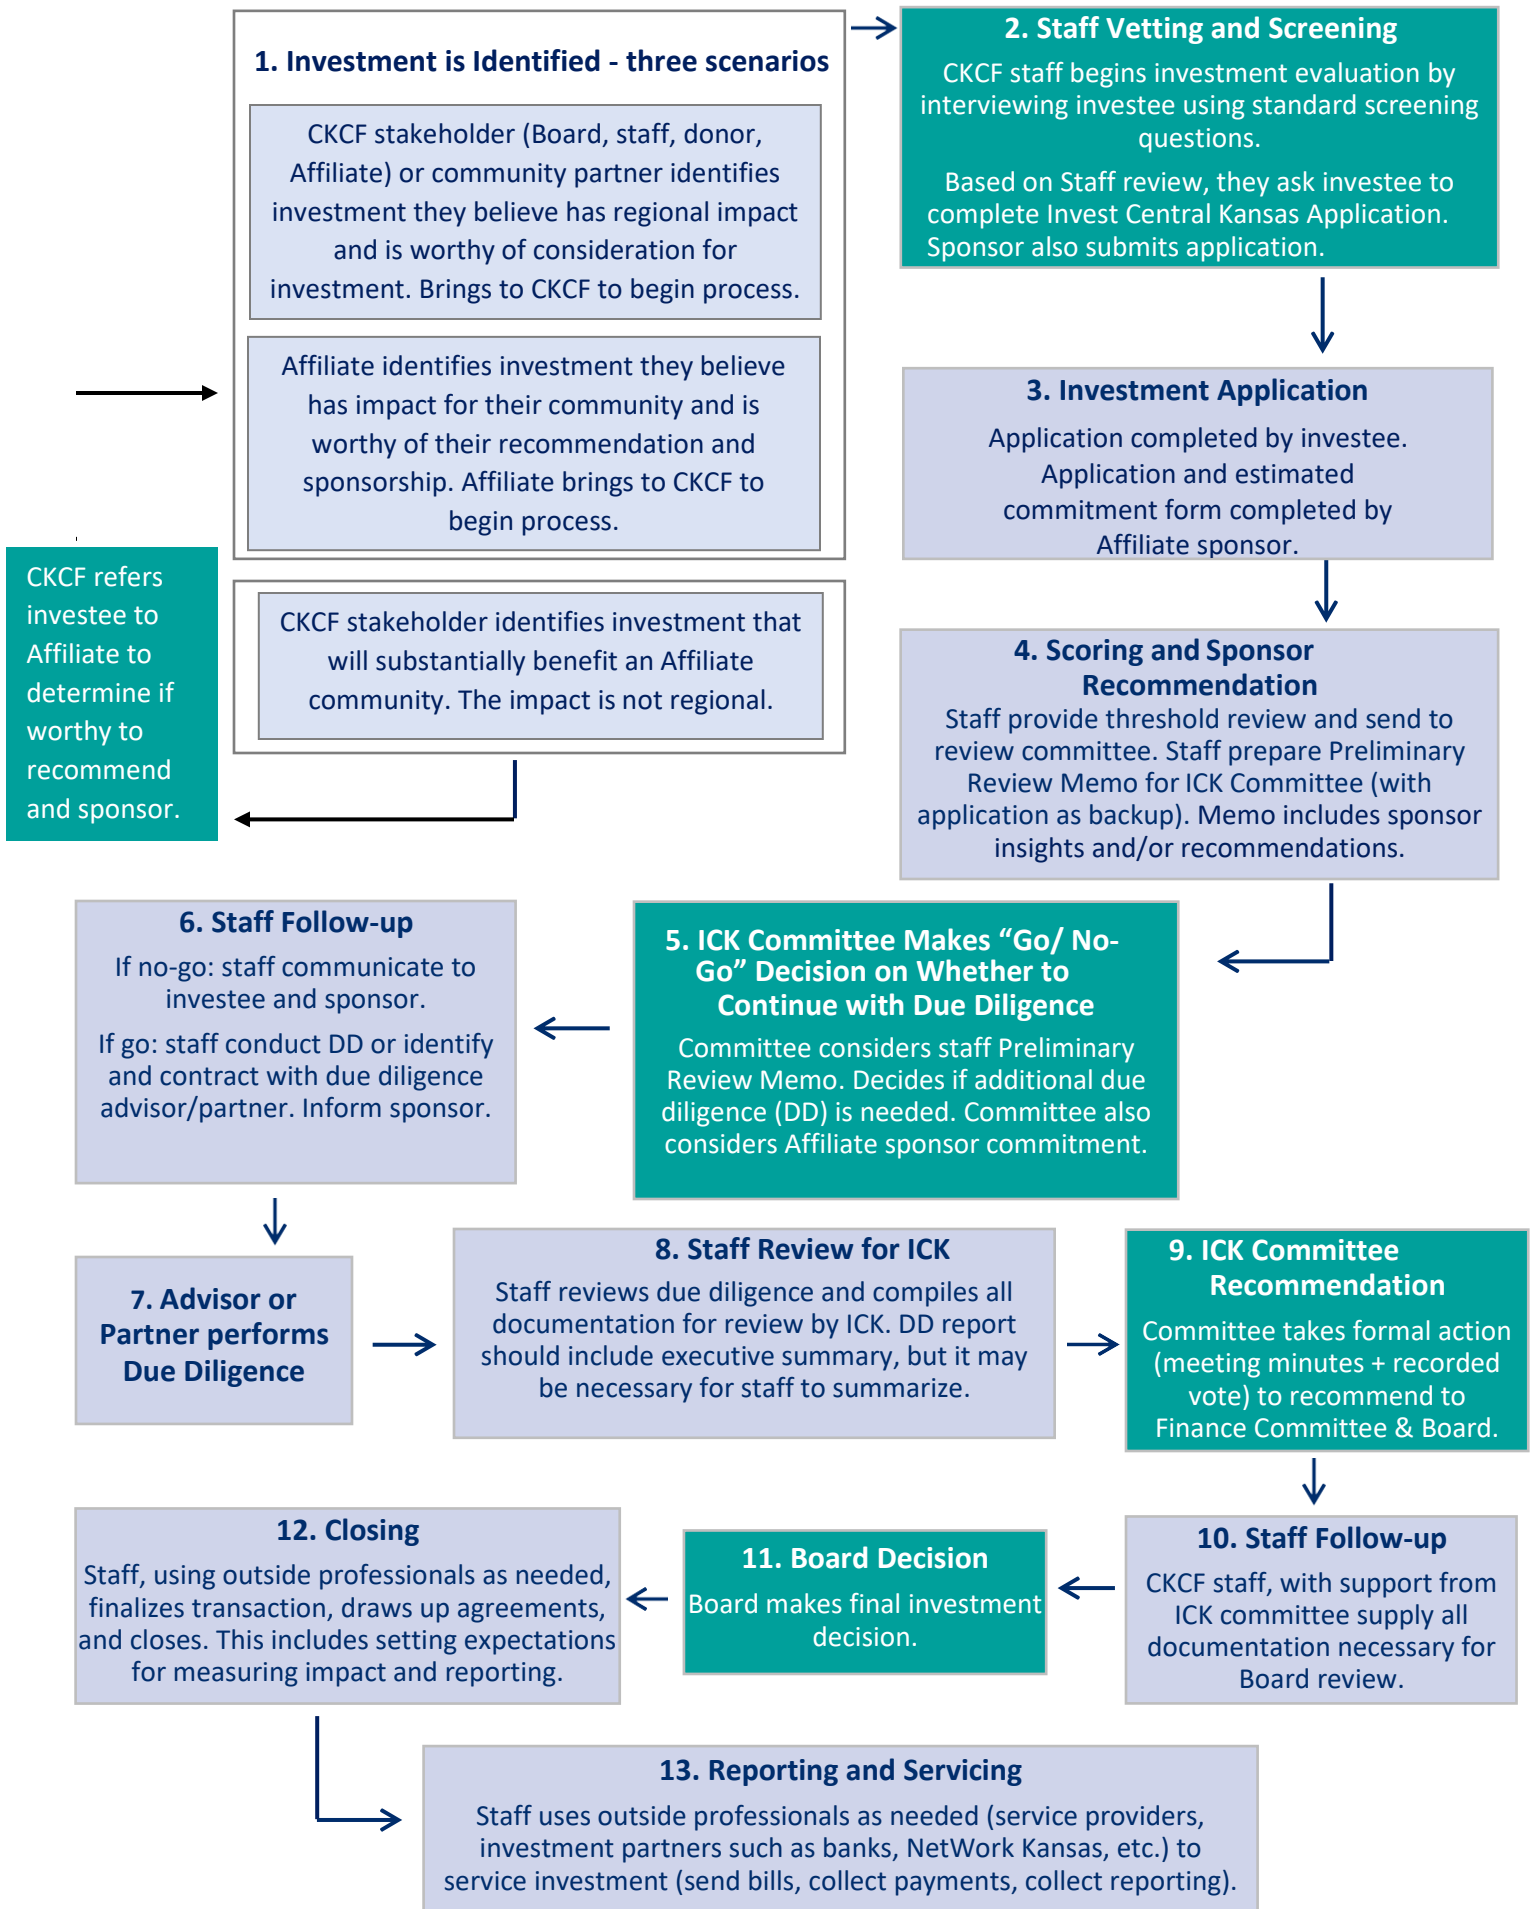 1. Investment is Identified - three scenarios
CKCF stakeholder (Board, staff, donor,
Affiliate) or community partner identifies
investment they believe has regional impact
and is worthy of consideration for
investment. Brings to CKCF to begin process.
Affiliate identifies investment they believe
has impact for their community and is
worthy of their recommendation and
sponsorship. Affiliate brings to CKCF to
begin process.
CKCF stakeholder identifies investment that
will substantially benefit an Affiliate
community. The impact is not regional.
CKCF refers
investee to
Affiliate to
determine if
worthy to
recommend
and sponsor.
2. Staff Vetting and Screening
CKCF staff begins investment evaluation by
interviewing investee using standard screening
questions.
Based on Staff review, they ask investee to
complete Invest Central Kansas Application.
Sponsor also submits application.
3. Investment Application
Application completed by investee.
Application and estimated
commitment form completed by
Affiliate sponsor.
4. Scoring and Sponsor
Recommendation
Staff provide threshold review and send to
review committee. Staff prepare Preliminary
Review Memo for ICK Committee (with
application as backup). Memo includes sponsor
insights and/or recommendations.
5. ICK Committee Makes “Go/ No-
Go” Decision on Whether to
Continue with Due Diligence
Committee considers staff Preliminary
Review Memo. Decides if additional due
diligence (DD) is needed. Committee also
considers Affiliate sponsor commitment.
6. Staff Follow-up
If no-go: staff communicate to
investee and sponsor.
If go: staff conduct DD or identify
and contract with due diligence
advisor/partner. Inform sponsor.
7. Advisor or
Partner performs
Due Diligence
8. Staff Review for ICK
Staff reviews due diligence and compiles all
documentation for review by ICK. DD report
should include executive summary, but it may
be necessary for staff to summarize.
9. ICK Committee
Recommendation
Committee takes formal action
(meeting minutes + recorded
vote) to recommend to
Finance Committee & Board.
10. Staff Follow-up
CKCF staff, with support from
ICK committee supply all
documentation necessary for
Board review.
11. Board Decision
Board makes final investment
decision.
12. Closing
Staff, using outside professionals as needed,
finalizes transaction, draws up agreements,
and closes. This includes setting expectations
for measuring impact and reporting.
13. Reporting and Servicing
Staff uses outside professionals as needed (service providers,
investment partners such as banks, NetWork Kansas, etc.) to
service investment (send bills, collect payments, collect reporting).